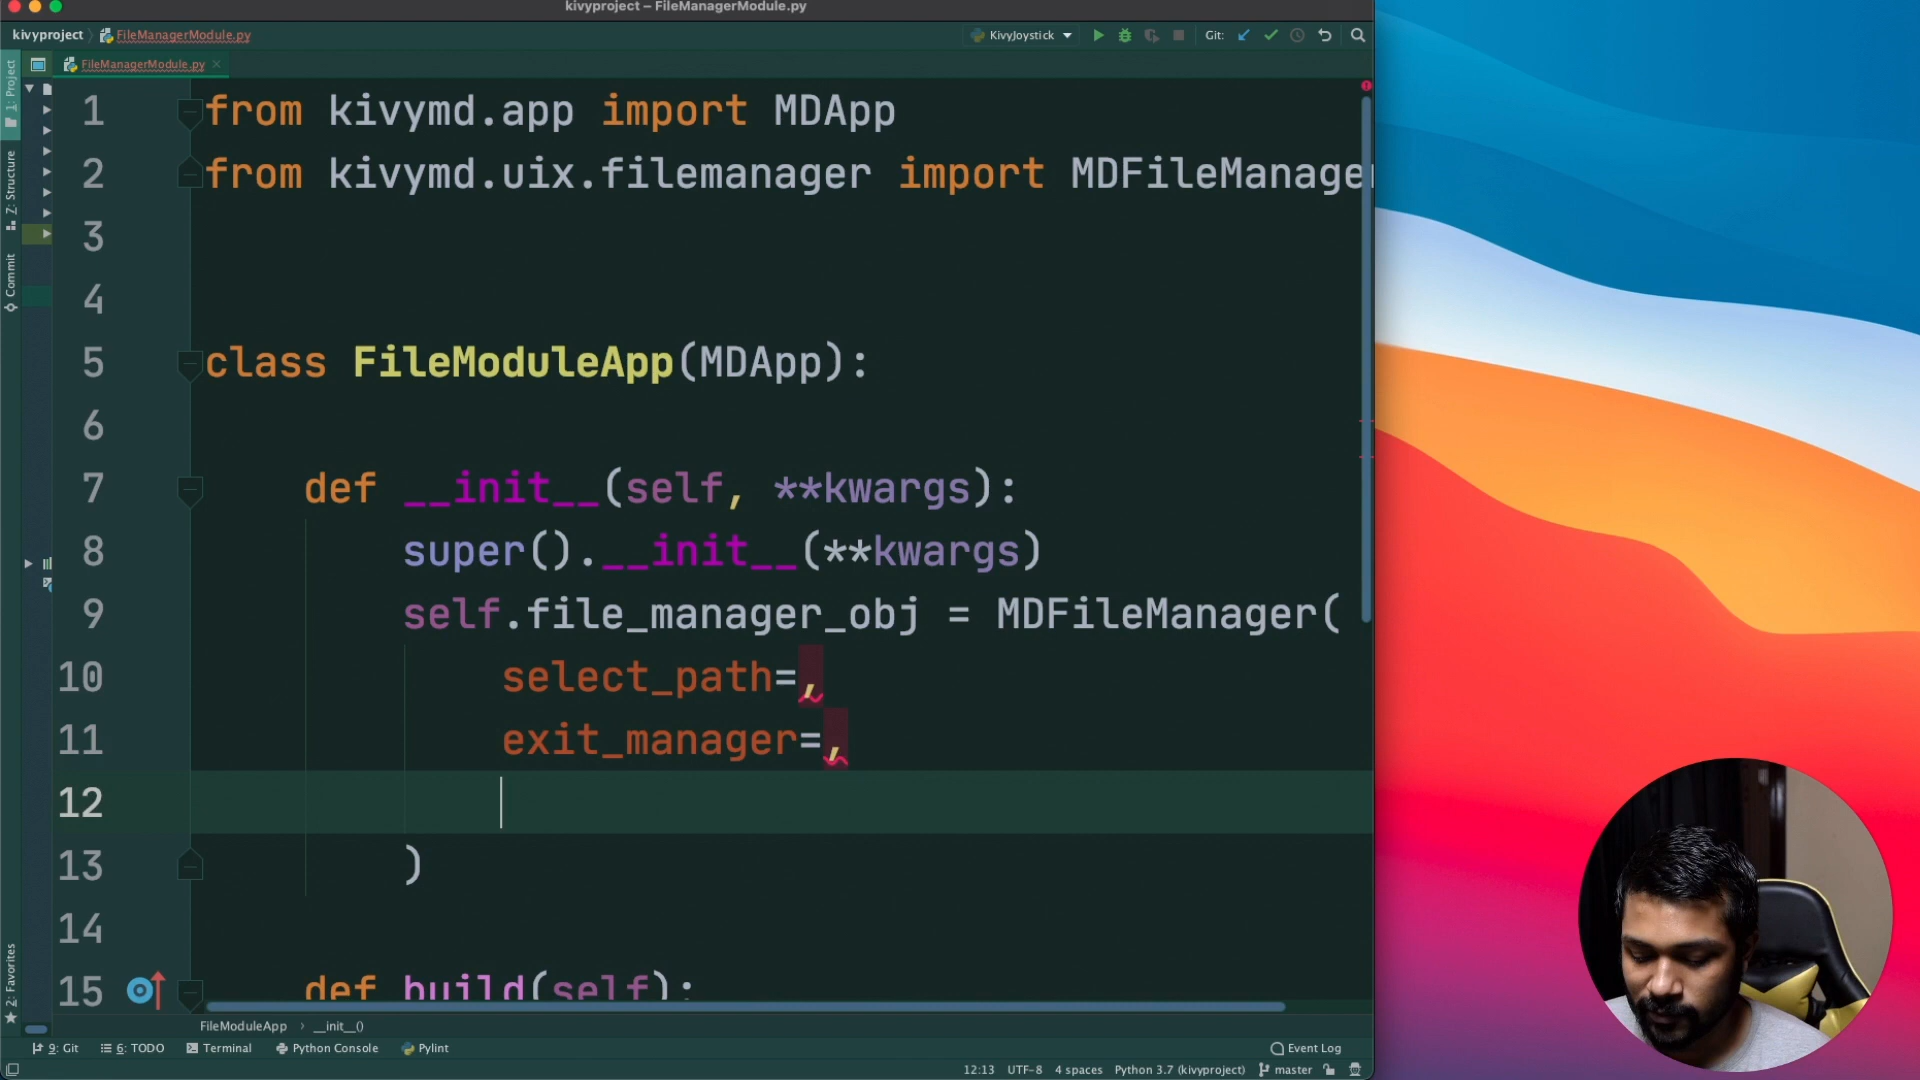 kivyproject – FileManagerModule.py
kivyproject FileManagerModule.py KivyJoystick Git:
1: Project FileManagerModule.py
Z: Structure
Commit
2: Favorites
1 from kivymd.app import MDApp
2 from kivymd.uix.filemanager import MDFileManage
3
4
5 class FileModuleApp(MDApp):
6
7 def __init__(self, **kwargs):
8 super().__init__(**kwargs)
9 self.file_manager_obj = MDFileManager(
10 select_path=,
11 exit_manager=,
12
13 )
14
15 def build(self):
FileModuleApp › __init__()
9: Git 6: TODO Terminal Python Console Pylint Event Log
12:13 UTF-8 4 spaces Python 3.7 (kivyproject) master